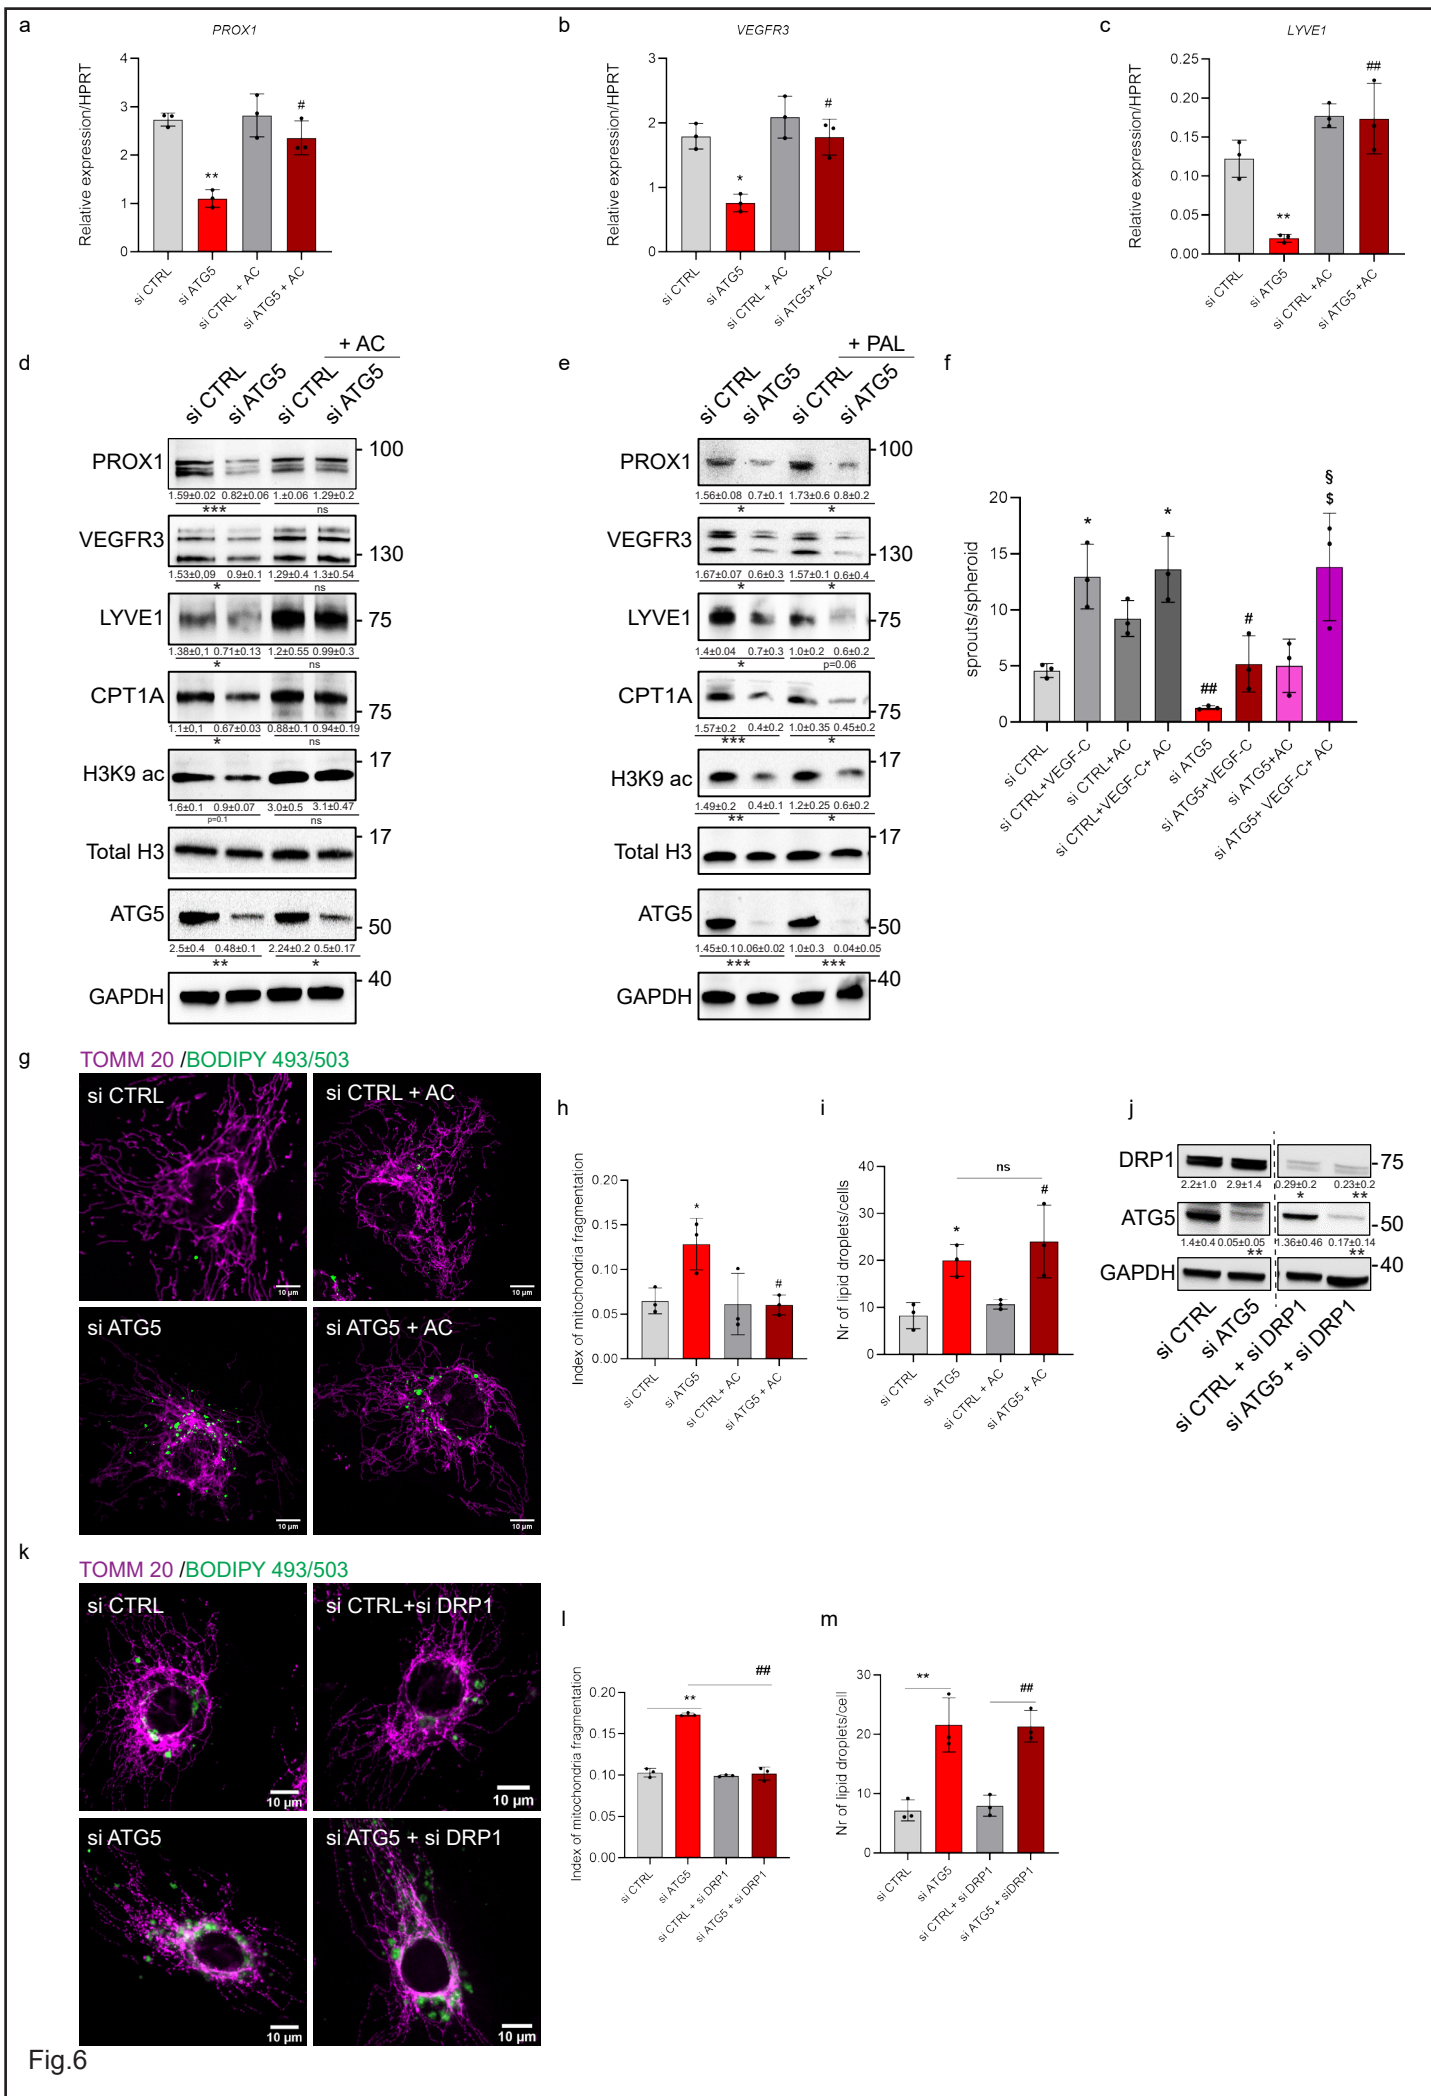 a
PROX1
Relative expression/HPRT
4
3
2
1
0
**
#
si CTRL
si ATG5
si CTRL + AC
si ATG5 + AC
b
VEGFR3
Relative expression/HPRT
3
2
1
0
*
#
si CTRL
si ATG5
si CTRL + AC
si ATG5+ AC
c
LYVE1
Relative expression/HPRT
0.25
0.20
0.15
0.10
0.05
0.00
**
##
si CTRL
si ATG5
si CTRL +AC
si ATG5 +AC
d
+ AC
si CTRL
si ATG5
si CTRL
si ATG5
PROX1
100
1.59±0.02 0.82±0.06 1.±0.06 1.29±0.2
*** ns
VEGFR3
130
1.53±0,09 0.9±0.1 1.29±0.4 1.3±0.54
* ns
LYVE1
75
1.38±0,1 0.71±0.13 1.2±0.55 0.99±0.3
* ns
CPT1A
75
1.1±0,1 0.67±0.03 0.88±0.1 0.94±0.19
* ns
H3K9 ac
17
1.6±0.1 0.9±0.07 3.0±0.5 3.1±0.47
p=0.1 ns
Total H3
17
ATG5
50
2.5±0.4 0.48±0.1 2.24±0.2 0.5±0.17
** *
GAPDH
40
e
+ PAL
si CTRL
si ATG5
si CTRL
si ATG5
PROX1
100
1.56±0.08 0.7±0.1 1.73±0.6 0.8±0.2
* *
VEGFR3
130
1.67±0.07 0.6±0.3 1.57±0.1 0.6±0.4
* *
LYVE1
75
1.4±0.04 0.7±0.3 1.0±0.2 0.6±0.2
* p=0.06
CPT1A
75
1.57±0.2 0.4±0.2 1.0±0.35 0.45±0.2
*** *
H3K9 ac
17
1.49±0.2 0.4±0.1 1.2±0.25 0.6±0.2
** *
Total H3
17
ATG5
50
1.45±0.1 0.06±0.02 1.0±0.3 0.04±0.05
*** ***
GAPDH
40
f
sprouts/spheroid
20
15
10
5
0
*
*
##
#
§
$
si CTRL
si CTRL+VEGF-C
si CTRL+AC
si CTRL+VEGF-C+ AC
si ATG5
si ATG5+VEGF-C
si ATG5+AC
si ATG5+ VEGF-C+ AC
g
TOMM 20 /BODIPY 493/503
si CTRL
10 µm
si CTRL + AC
10 µm
si ATG5
10 µm
si ATG5 + AC
10 µm
h
Index of mitochondria fragmentation
0.20
0.15
0.10
0.05
0.00
*
#
si CTRL
si ATG5
si CTRL+ AC
si ATG5 + AC
i
Nr of lipid droplets/cells
40
30
20
10
0
*
ns
#
si CTRL
si ATG5
si CTRL + AC
si ATG5 + AC
j
DRP1
75
2.2±1.0 2.9±1.4 0.29±0.2 0.23±0.2
* **
ATG5
50
1.4±0.4 0.05±0.05 1.36±0.46 0.17±0.14
** **
GAPDH
40
si CTRL
si ATG5
si CTRL + si DRP1
si ATG5 + si DRP1
k
TOMM 20 /BODIPY 493/503
si CTRL
10 µm
si CTRL+si DRP1
10 µm
si ATG5
10 µm
si ATG5 + si DRP1
10 µm
l
Index of mitochondria fragmentation
0.20
0.15
0.10
0.05
0.00
**
##
si CTRL
si ATG5
si CTRL + si DRP1
si ATG5 + si DRP1
m
Nr of lipid droplets/cell
30
20
10
0
**
##
si CTRL
si ATG5
si CTRL+ si DRP1
si ATG5 + siDRP1
Fig.6